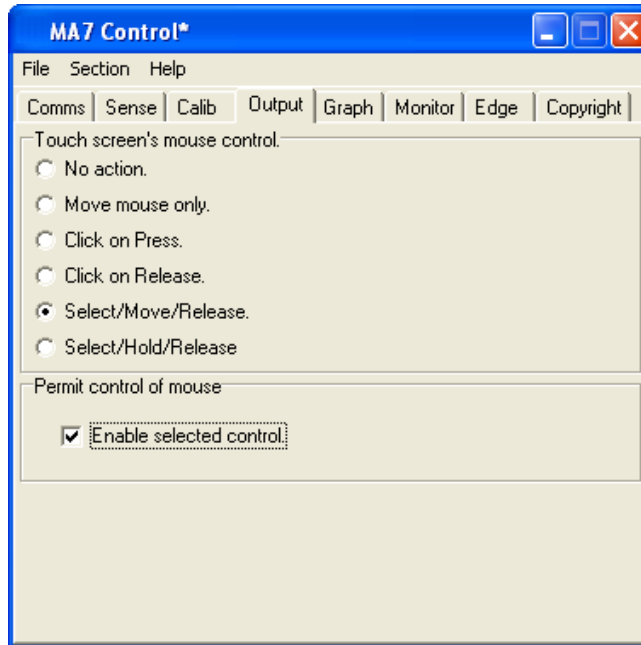 MA7 Control*
File Section Help
Comms Sense Calib Output Graph Monitor Edge Copyright
Touch screen's mouse control.
No action.
Move mouse only.
Click on Press.
Click on Release.
Select/Move/Release.
Select/Hold/Release
Permit control of mouse
Enable selected control.